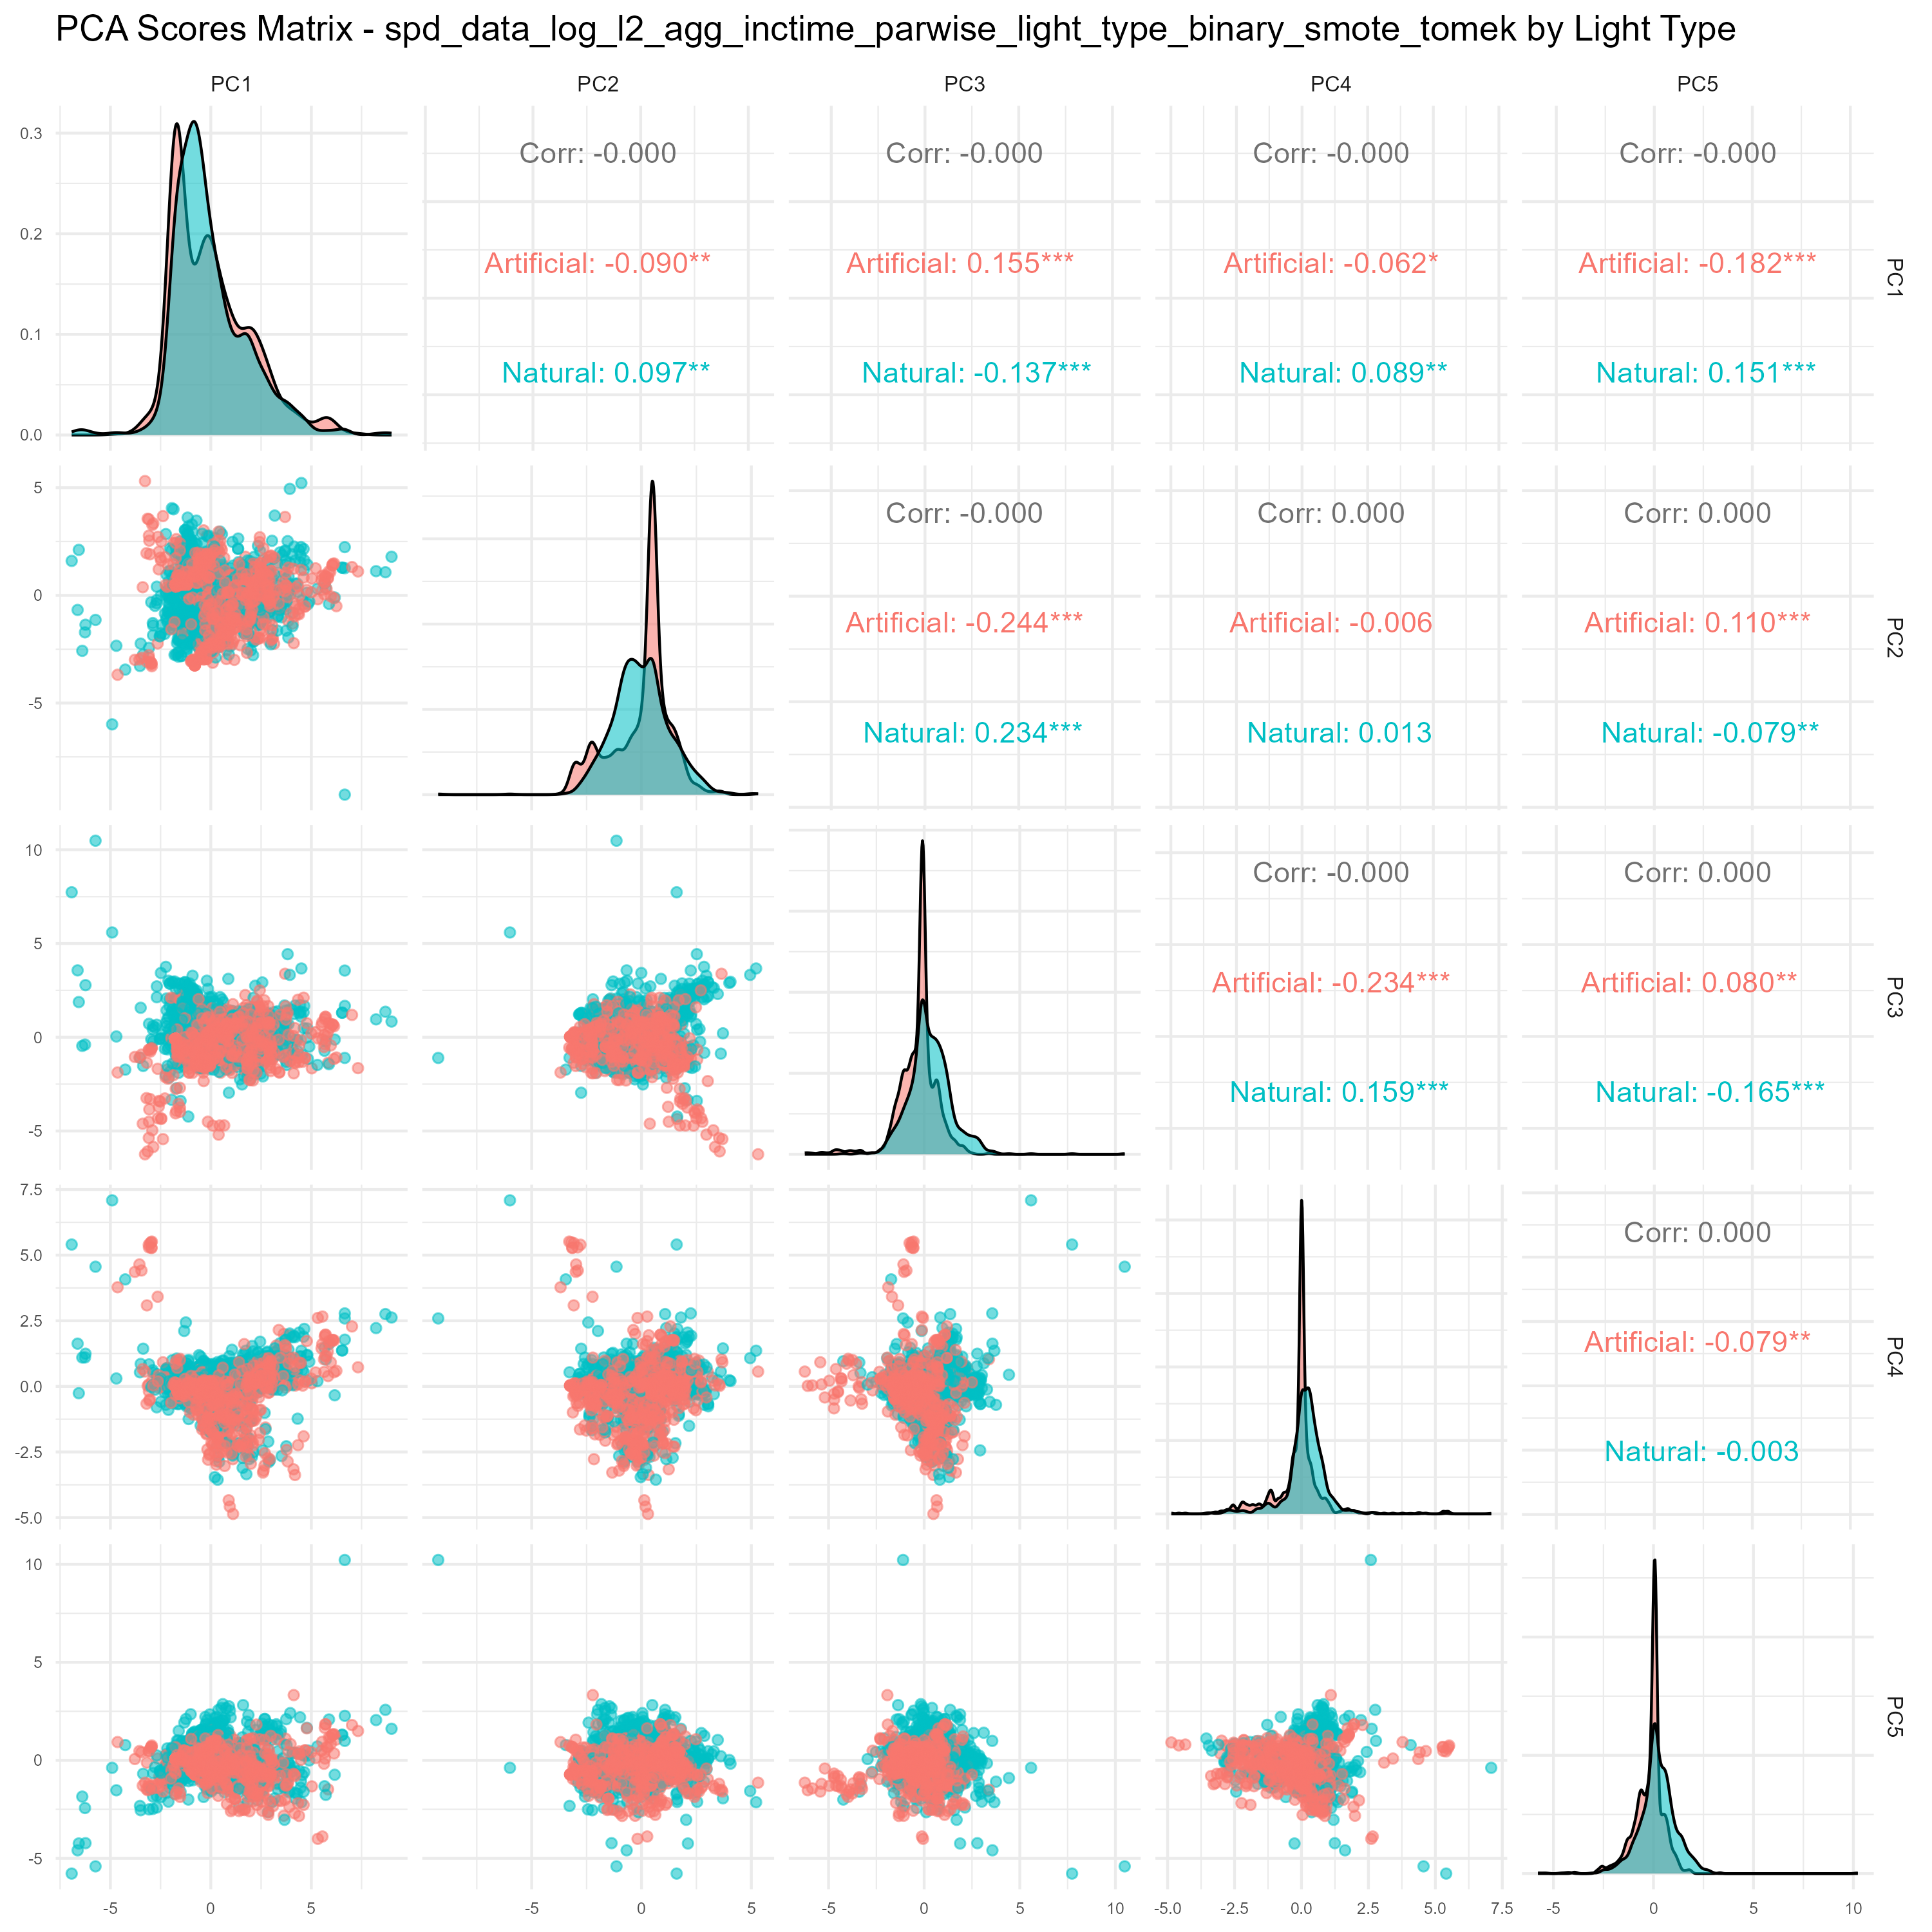 PCA Scores Matrix - spd_data_log_l2_agg_inctime_parwise_light_type_binary_smote_tomek by Light Type
PC1 PC2 PC3 PC4 PC5
0.3
0.2
0.1
0.0
Corr: -0.000
Artificial: -0.090**
Natural: 0.097**
Corr: -0.000
Artificial: 0.155***
Natural: -0.137***
Corr: -0.000
Artificial: -0.062*
Natural: 0.089**
Corr: -0.000
Artificial: -0.182***
Natural: 0.151***
PC1
5
0
-5
Corr: -0.000
Artificial: -0.244***
Natural: 0.234***
Corr: 0.000
Artificial: -0.006
Natural: 0.013
Corr: 0.000
Artificial: 0.110***
Natural: -0.079**
PC2
10
5
0
-5
Corr: -0.000
Artificial: -0.234***
Natural: 0.159***
Corr: 0.000
Artificial: 0.080**
Natural: -0.165***
PC3
7.5
5.0
2.5
0.0
-2.5
-5.0
Corr: 0.000
Artificial: -0.079**
Natural: -0.003
PC4
10
5
0
-5
PC5
-5 0 5
-5 0 5
-5 0 5 10
-5.0 -2.5 0.0 2.5 5.0 7.5
-5 0 5 10